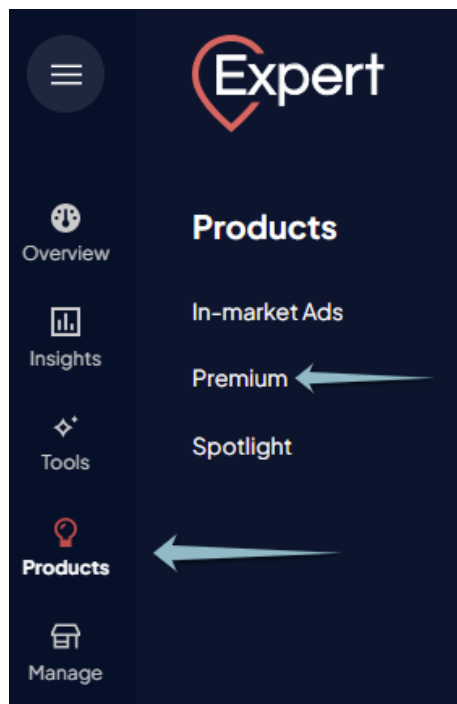 Expert
Overview
Insights
Tools
Products
Manage
Products
In-market Ads
Premium
Spotlight